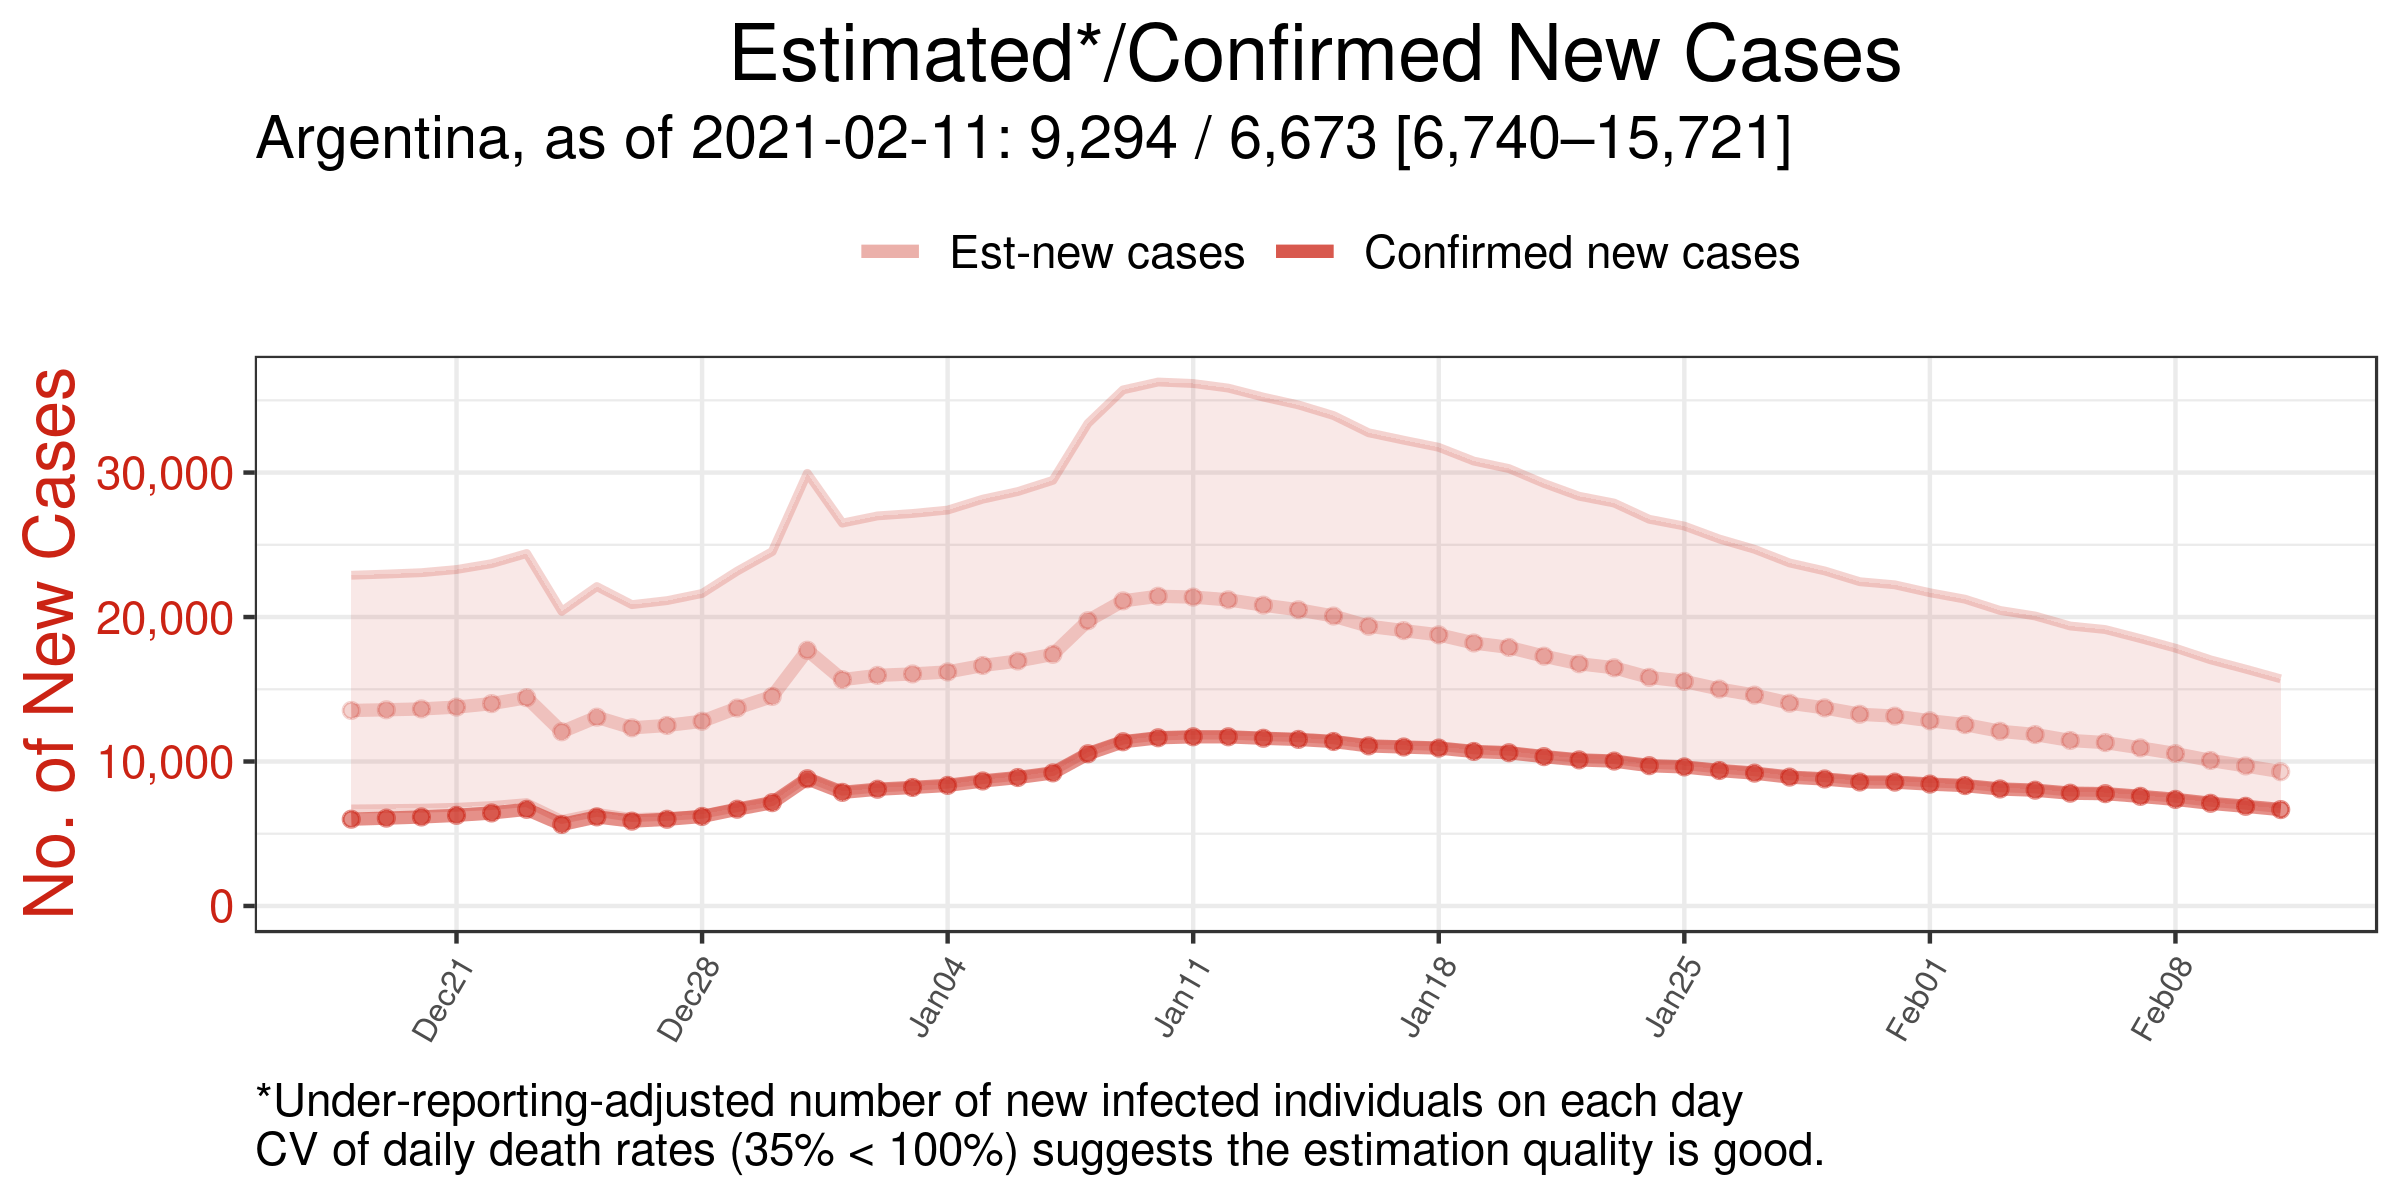 Estimated*/Confirmed New Cases
Argentina, as of 2021-02-11: 9,294 / 6,673 [6,740–15,721]
Est-new cases
Confirmed new cases
No. of New Cases
30,000
20,000
10,000
0
Dec21
Dec28
Jan04
Jan11
Jan18
Jan25
Feb01
Feb08
*Under-reporting-adjusted number of new infected individuals on each day
CV of daily death rates (35% < 100%) suggests the estimation quality is good.